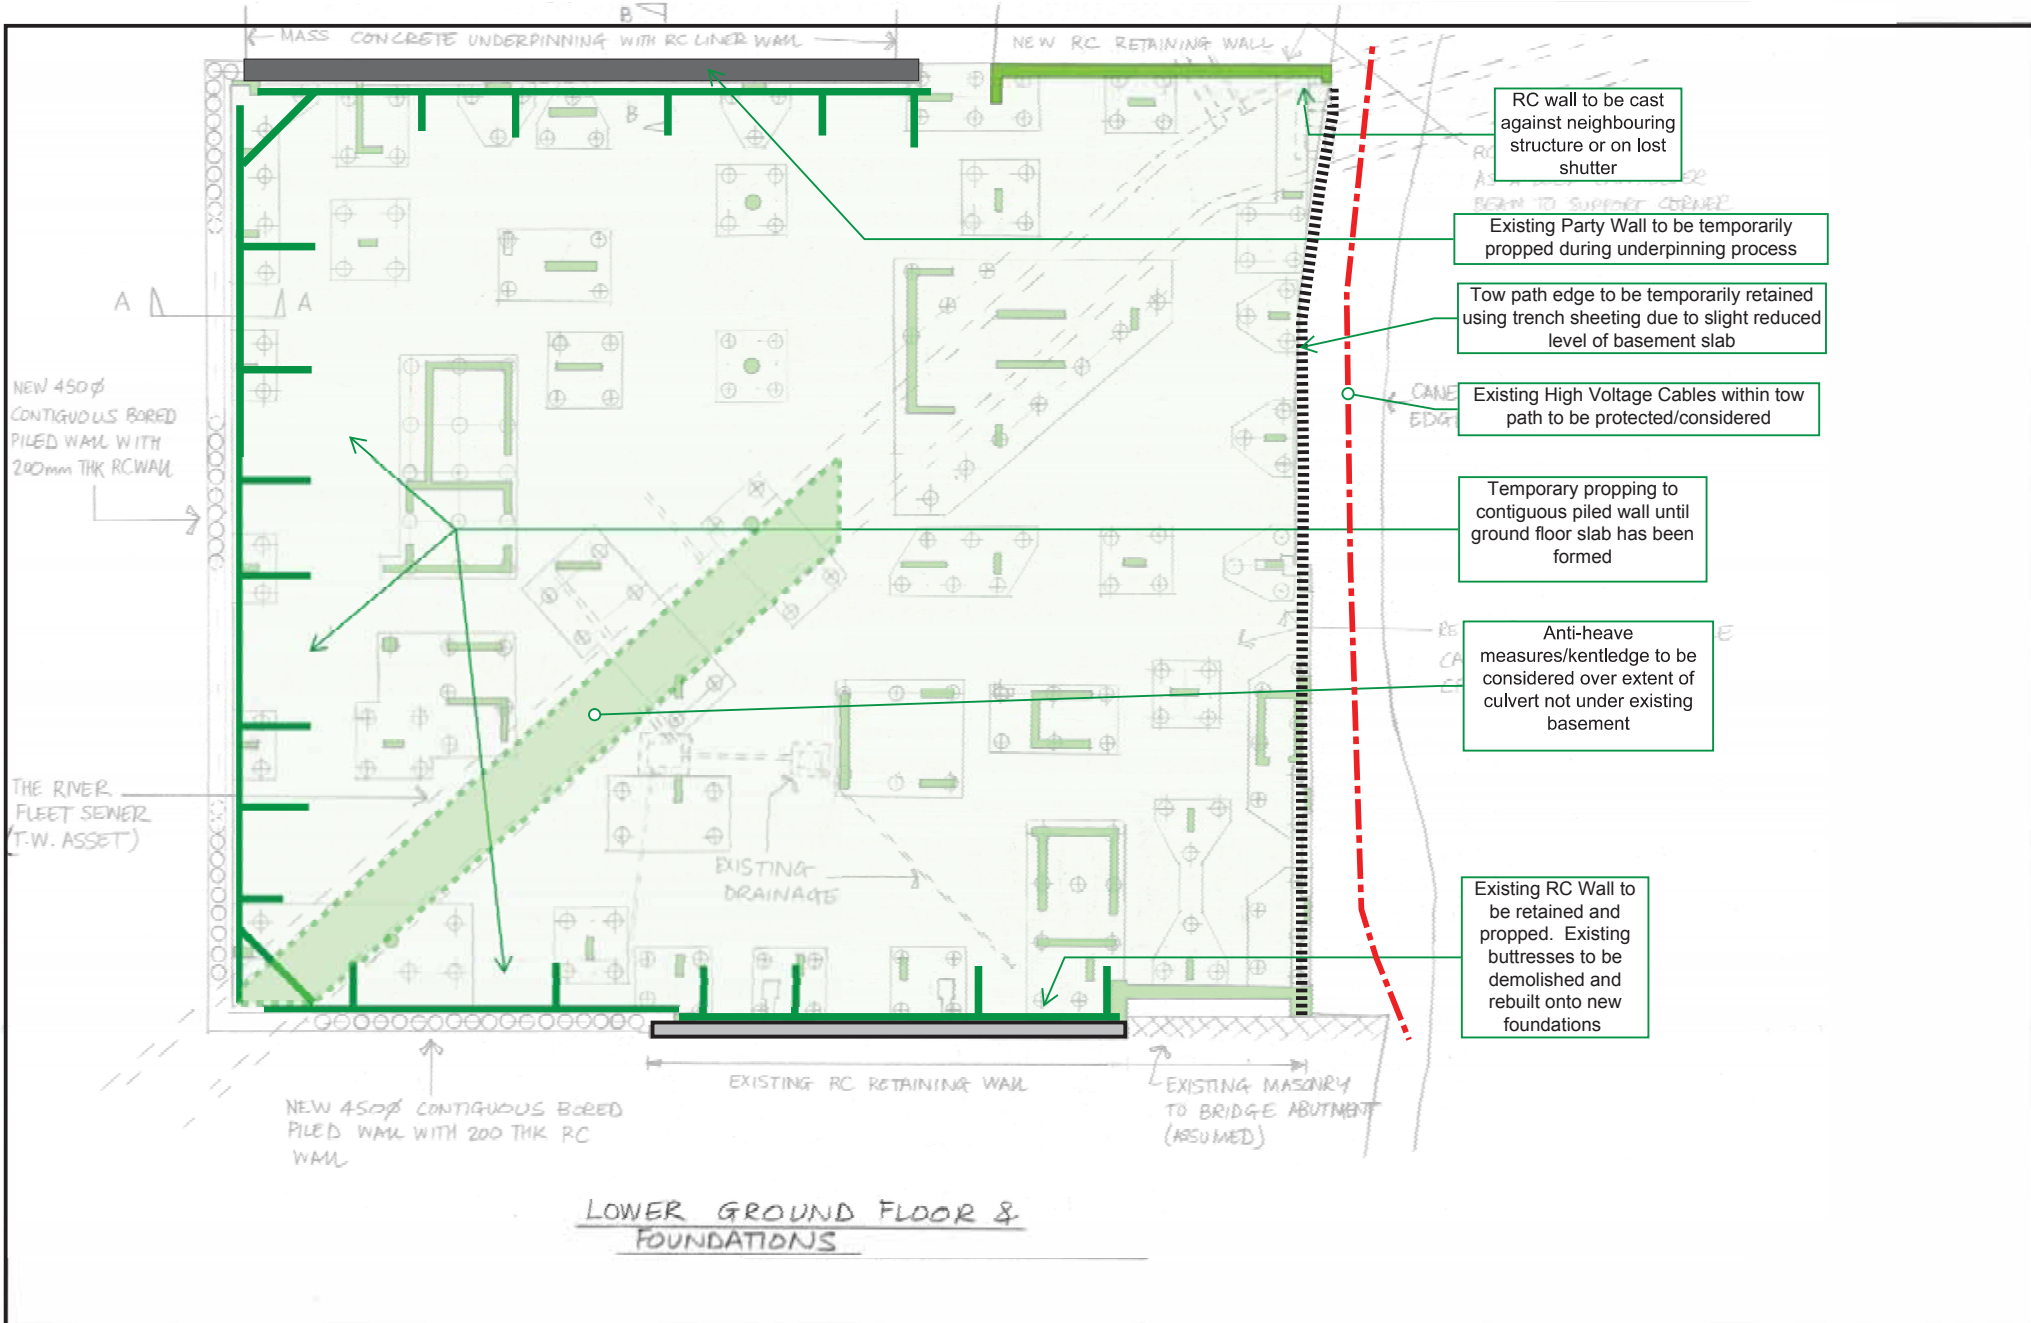 B
MASS CONCRETE UNDERPINNING WITH RC LINER WALL
NEW RC RETAINING WALL
B
A
A
NEW 450Ø
CONTIGUOUS BORED
PILED WALL WITH
200mm THK RC WALL
THE RIVER
FLEET SEWER
(T.W. ASSET)
EXISTING
DRAINAGE
RC wall to be cast
against neighbouring
structure or on lost
shutter
BEAM TO SUPPORT CORNER
Existing Party Wall to be temporarily
propped during underpinning process
Tow path edge to be temporarily retained
using trench sheeting due to slight reduced
level of basement slab
Existing High Voltage Cables within tow
path to be protected/considered
Temporary propping to
contiguous piled wall until
ground floor slab has been
formed
Anti-heave
measures/kentledge to be
considered over extent of
culvert not under existing
basement
Existing RC Wall to
be retained and
propped. Existing
buttresses to be
demolished and
rebuilt onto new
foundations
EXISTING RC RETAINING WALL
EXISTING MASONRY
TO BRIDGE ABUTMENT
(ASSUMED)
NEW 450Ø CONTIGUOUS BORED
PILED WALL WITH 200 THK RC
WALL
LOWER GROUND FLOOR &
FOUNDATIONS